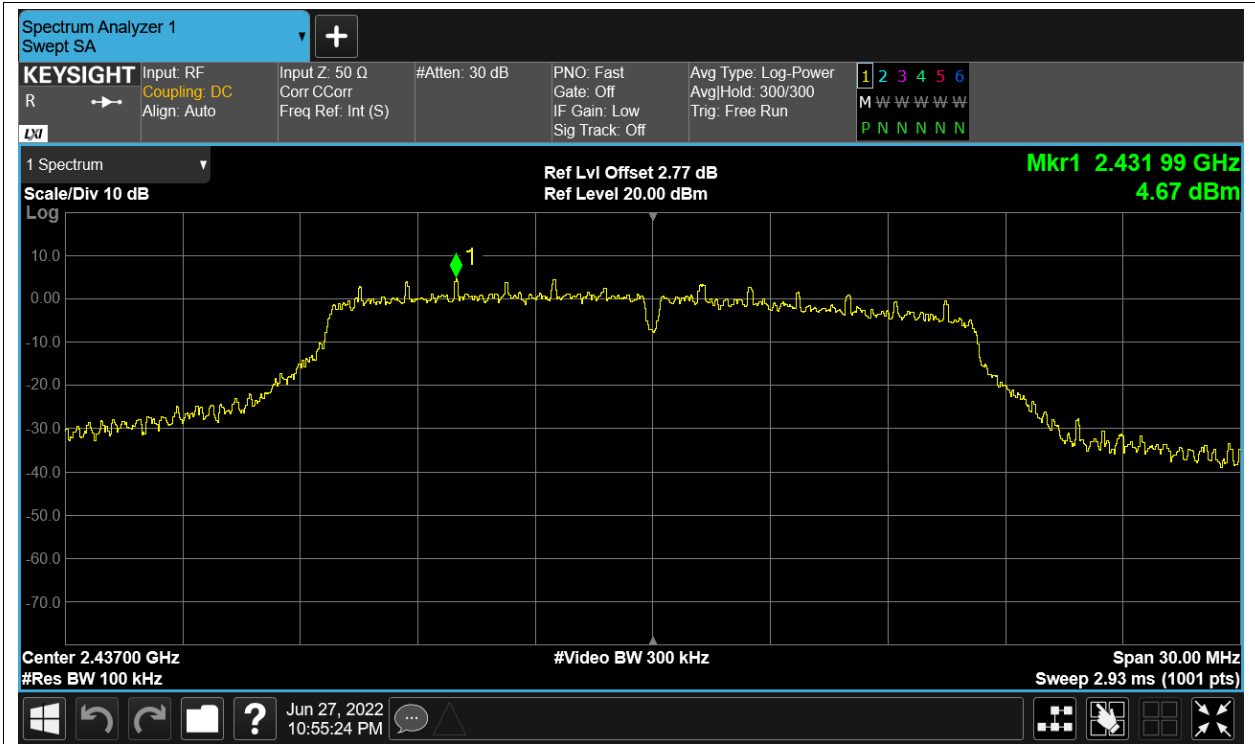 Spectrum Analyzer 1
Swept SA
KEYSIGHT
R
LXI
Input: RF
Coupling: DC
Align: Auto
Input Z: 50 Ω
Corr CCorr
Freq Ref: Int (S)
#Atten: 30 dB
PNO: Fast
Gate: Off
IF Gain: Low
Sig Track: Off
Avg Type: Log-Power
Avg|Hold: 300/300
Trig: Free Run
1 2 3 4 5 6
M W W W W W
P N N N N N
1 Spectrum
Scale/Div 10 dB
Ref Lvl Offset 2.77 dB
Ref Level 20.00 dBm
Mkr1 2.431 99 GHz
4.67 dBm
Log
10.0
0.00
-10.0
-20.0
-30.0
-40.0
-50.0
-60.0
-70.0
1
Center 2.43700 GHz
#Res BW 100 kHz
#Video BW 300 kHz
Span 30.00 MHz
Sweep 2.93 ms (1001 pts)
?
Jun 27, 2022
10:55:24 PM